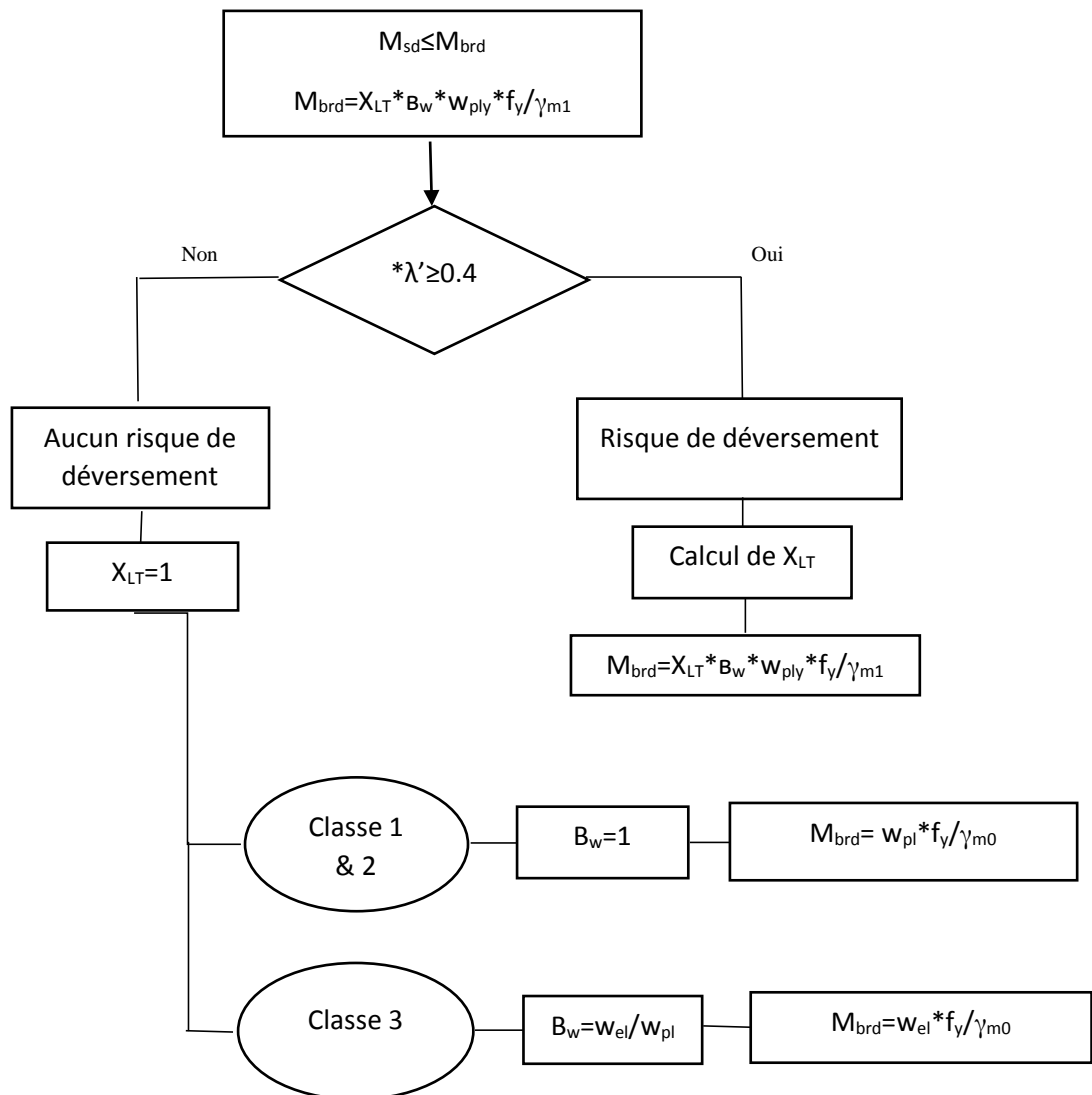 Msd≤Mbrd
Mbrd=XLT*Bw*wply*fy/γm1
Non
*λ’≥0.4
Oui
Aucun risque de
déversement
Risque de déversement
XLT=1
Calcul de XLT
Mbrd=XLT*Bw*wply*fy/γm1
Classe 1
& 2
Bw=1
Mbrd= wpl*fy/γm0
Classe 3
Bw=wel/wpl
Mbrd=wel*fy/γm0